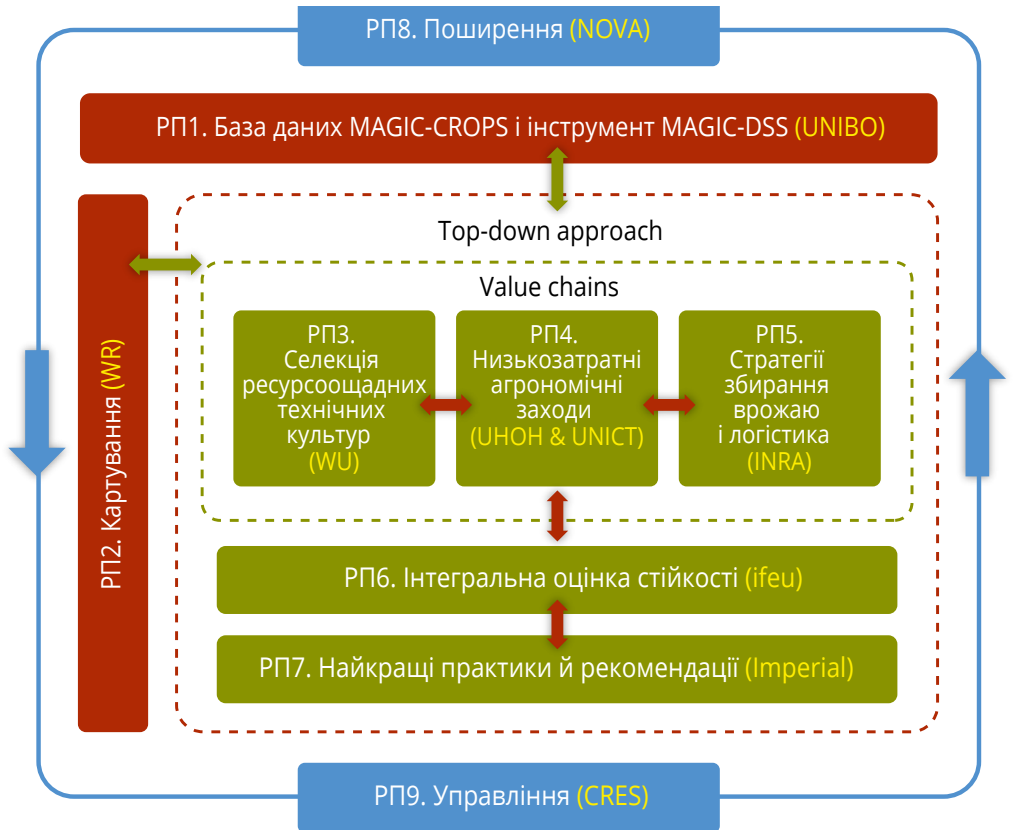 РП8. Поширення (NOVA)
РП1. База даних MAGIC-CROPS і інструмент MAGIC-DSS (UNIBO)
РП2. Картування (WR)
Top-down approach
Value chains
РП3.
Селекція
ресурсоощадних
технічних
культур
(WU)
РП4.
Низькозатратні
агрономічні
заходи
(UHOH & UNICT)
РП5.
Стратегії
збирання
врожаю
і логістика
(INRA)
РП6. Інтегральна оцінка стійкості (ifeu)
РП7. Найкращі практики й рекомендації (Imperial)
РП9. Управління (CRES)